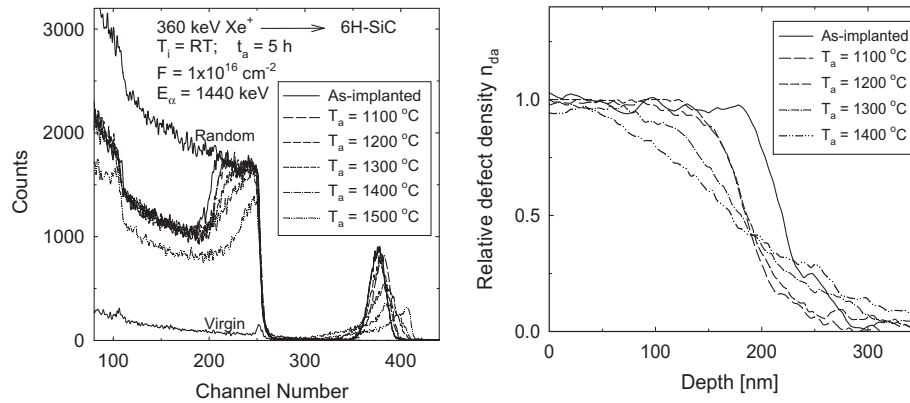 3000
2000
1000
0
Counts
100
200
300
400
Channel Number
360 keV Xe⁺ 6H-SiC
Tᵢ = RT; tₐ = 5 h
F = 1x10¹⁶ cm⁻²
E_α = 1440 keV
Random
Virgin
As-implanted
Tₐ = 1100 °C
Tₐ = 1200 °C
Tₐ = 1300 °C
Tₐ = 1400 °C
Tₐ = 1500 °C
Relative defect density n_da
1.0
0.5
0.0
0
100
200
300
Depth [nm]
As-implanted
Tₐ = 1100 °C
Tₐ = 1200 °C
Tₐ = 1300 °C
Tₐ = 1400 °C